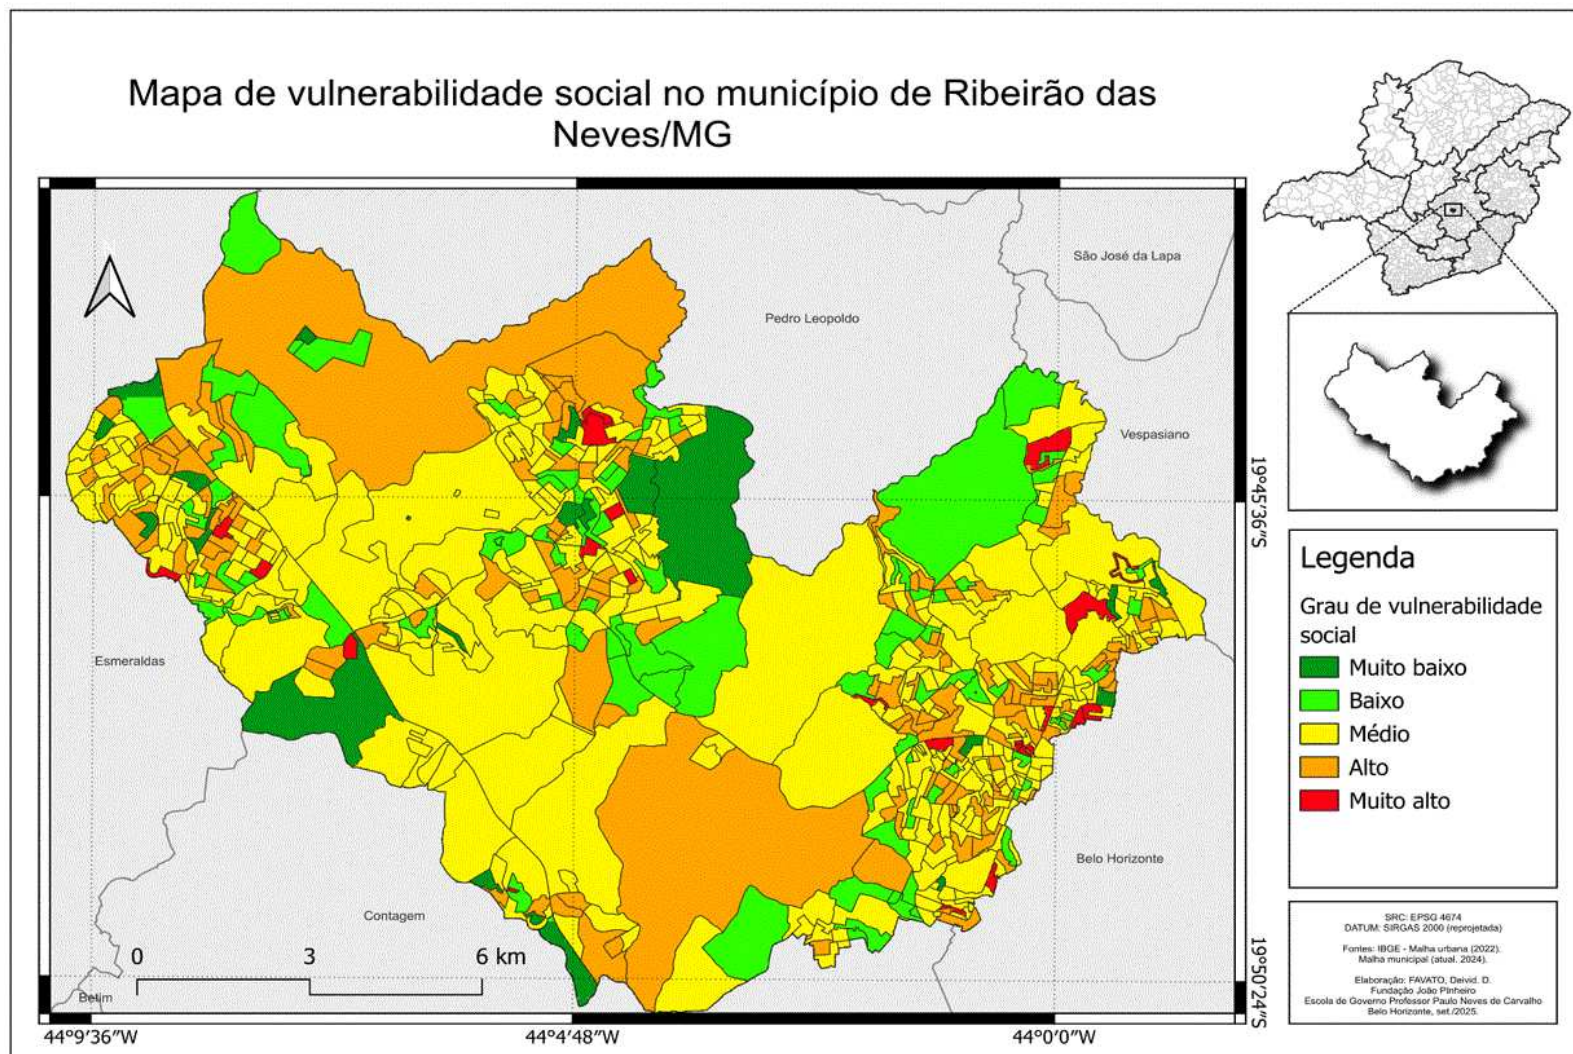 Mapa de vulnerabilidade social no município de Ribeirão das
Neves/MG
São José da Lapa
Pedro Leopoldo
Vespasiano
Esmeraldas
Belo Horizonte
Contagem
Betim
0 3 6 km
44°9′36″W 44°4′48″W 44°0′0″W
19°45′36″S
19°50′24″S
Legenda
Grau de vulnerabilidade
social
Muito baixo
Baixo
Médio
Alto
Muito alto
SRC: EPSG 4674
DATUM: SIRGAS 2000 (reprojetada)
Fontes: IBGE - Malha urbana (2022).
Malha municipal (atual. 2024).
Elaboração: FAVATO, Deivid. D.
Fundação João PInheiro
Escola de Governo Professor Paulo Neves de Carvalho
Belo Horizonte, set./2025.